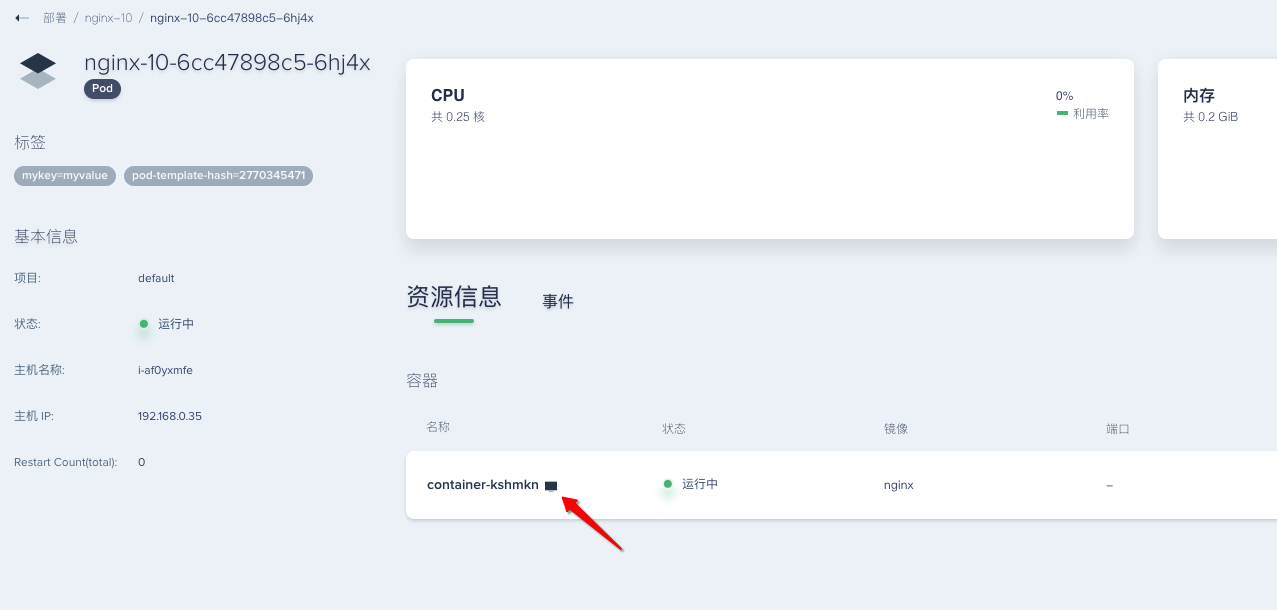 部署 / nginx-10 / nginx-10-6cc47898c5-6hj4x
nginx-10-6cc47898c5-6hj4x
Pod
标签
mykey=myvalue pod-template-hash=2770345471
基本信息
项目: default
状态: 运行中
主机名称: i-af0yxmfe
主机 IP: 192.168.0.35
Restart Count(total): 0
CPU
共 0.25 核
0%
利用率
内存
共 0.2 GiB
资源信息 事件
容器
名称 状态 镜像 端口
container-kshmkn 运行中 nginx –